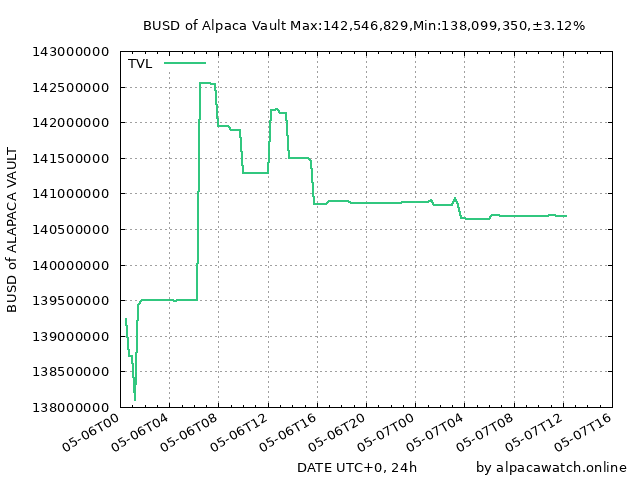 BUSD of Alpaca Vault Max:142,546,829,Min:138,099,350,±3.12%
TVL
143000000
142500000
142000000
141500000
141000000
140500000
140000000
139500000
139000000
138500000
138000000
BUSD of ALAPACA VAULT
05-06T00
05-06T04
05-06T08
05-06T12
05-06T16
05-06T20
05-07T00
05-07T04
05-07T08
05-07T12
05-07T16
DATE UTC+0, 24h
by alpacawatch.online